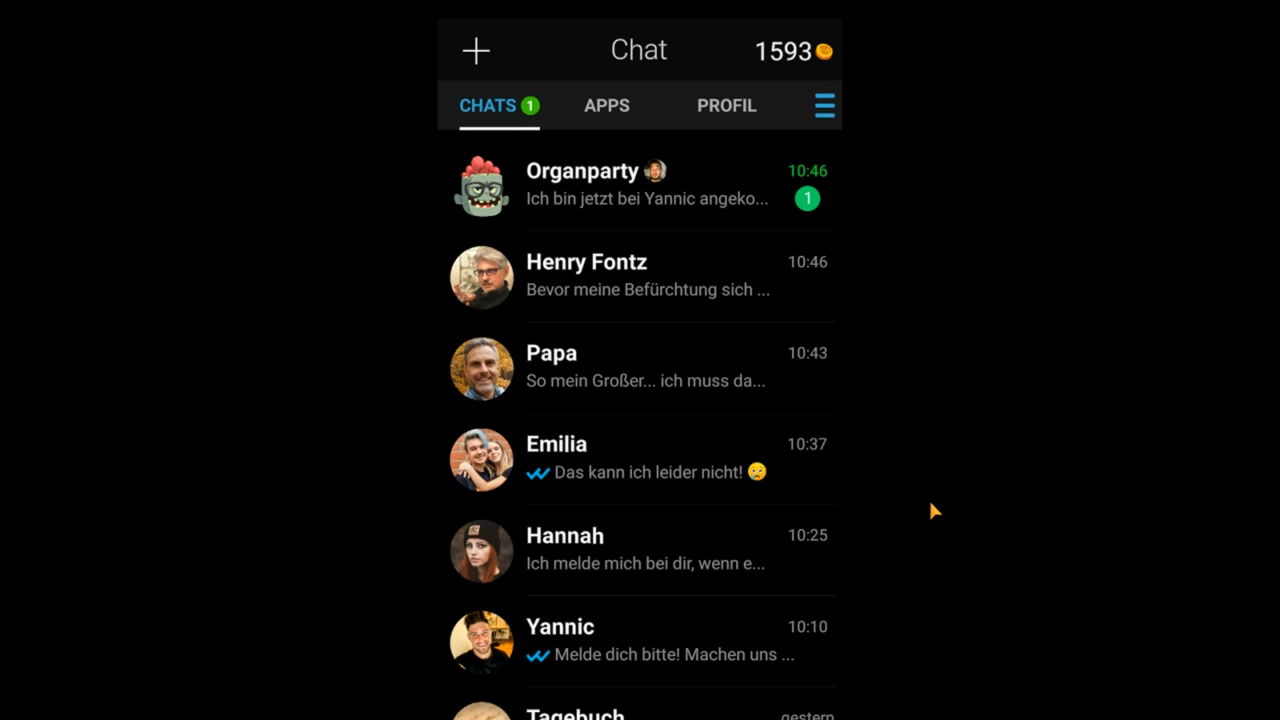 Chat
1593
CHATS 1
APPS
PROFIL
Organparty
10:46
Ich bin jetzt bei Yannic angeko...
1
Henry Fontz
10:46
Bevor meine Befürchtung sich ...
Papa
10:43
So mein Großer... ich muss da...
Emilia
10:37
Das kann ich leider nicht! 😢
Hannah
10:25
Ich melde mich bei dir, wenn e...
Yannic
10:10
Melde dich bitte! Machen uns ...
Tagebuch
gestern